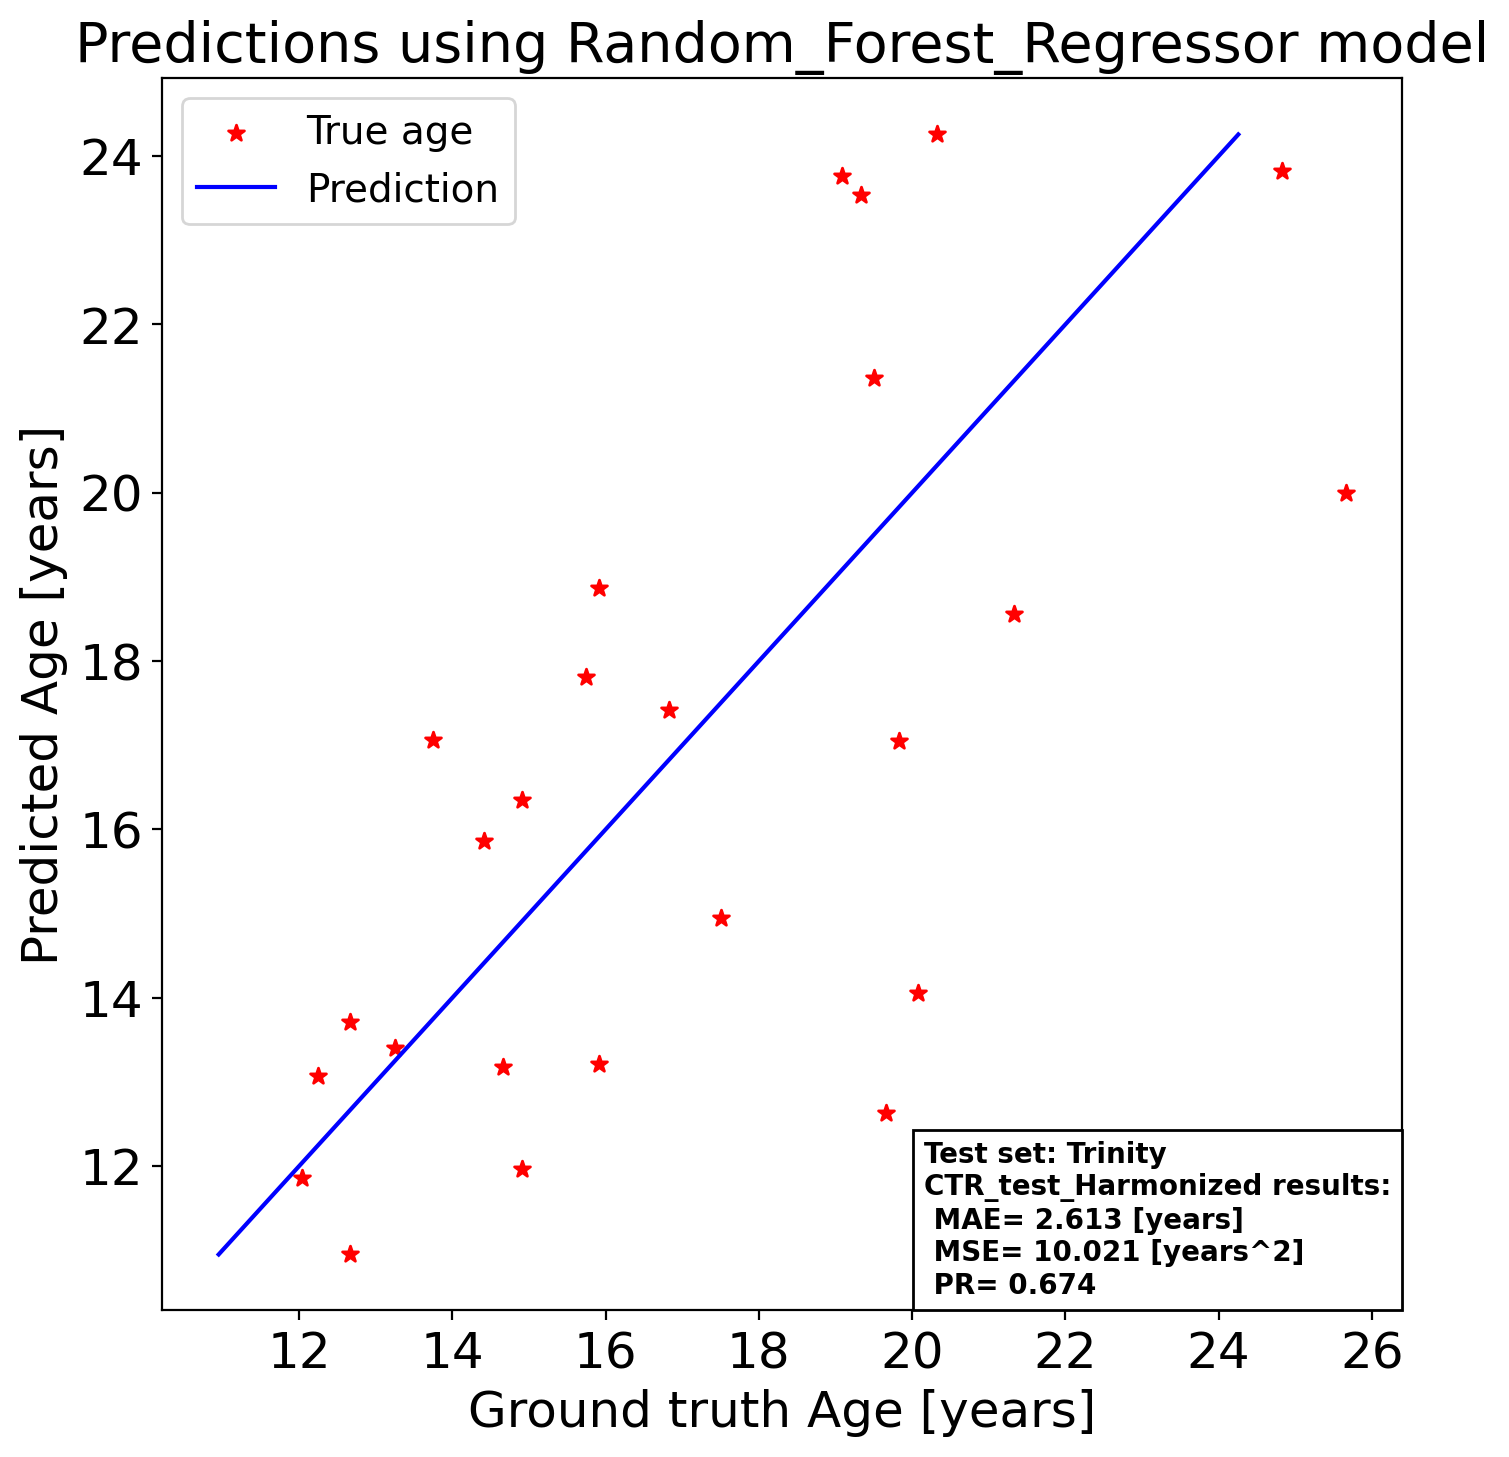 Predictions using Random_Forest_Regressor model
True age
Prediction
24
22
20
18
16
14
12
Predicted Age [years]
Test set: Trinity
CTR_test_Harmonized results:
MAE= 2.613 [years]
MSE= 10.021 [years^2]
PR= 0.674
12 14 16 18 20 22 24 26
Ground truth Age [years]